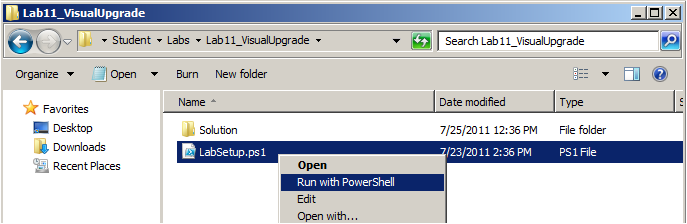 Lab11_VisualUpgrade
Student Labs Lab11_VisualUpgrade Search Lab11_VisualUpgrade
Organize Open Burn New folder
Favorites
Desktop
Downloads
Recent Places
Name Date modified Type S
Solution 7/25/2011 12:36 PM File folder
LabSetup.ps1 7/23/2011 2:36 PM PS1 File
Open
Run with PowerShell
Edit
Open with...